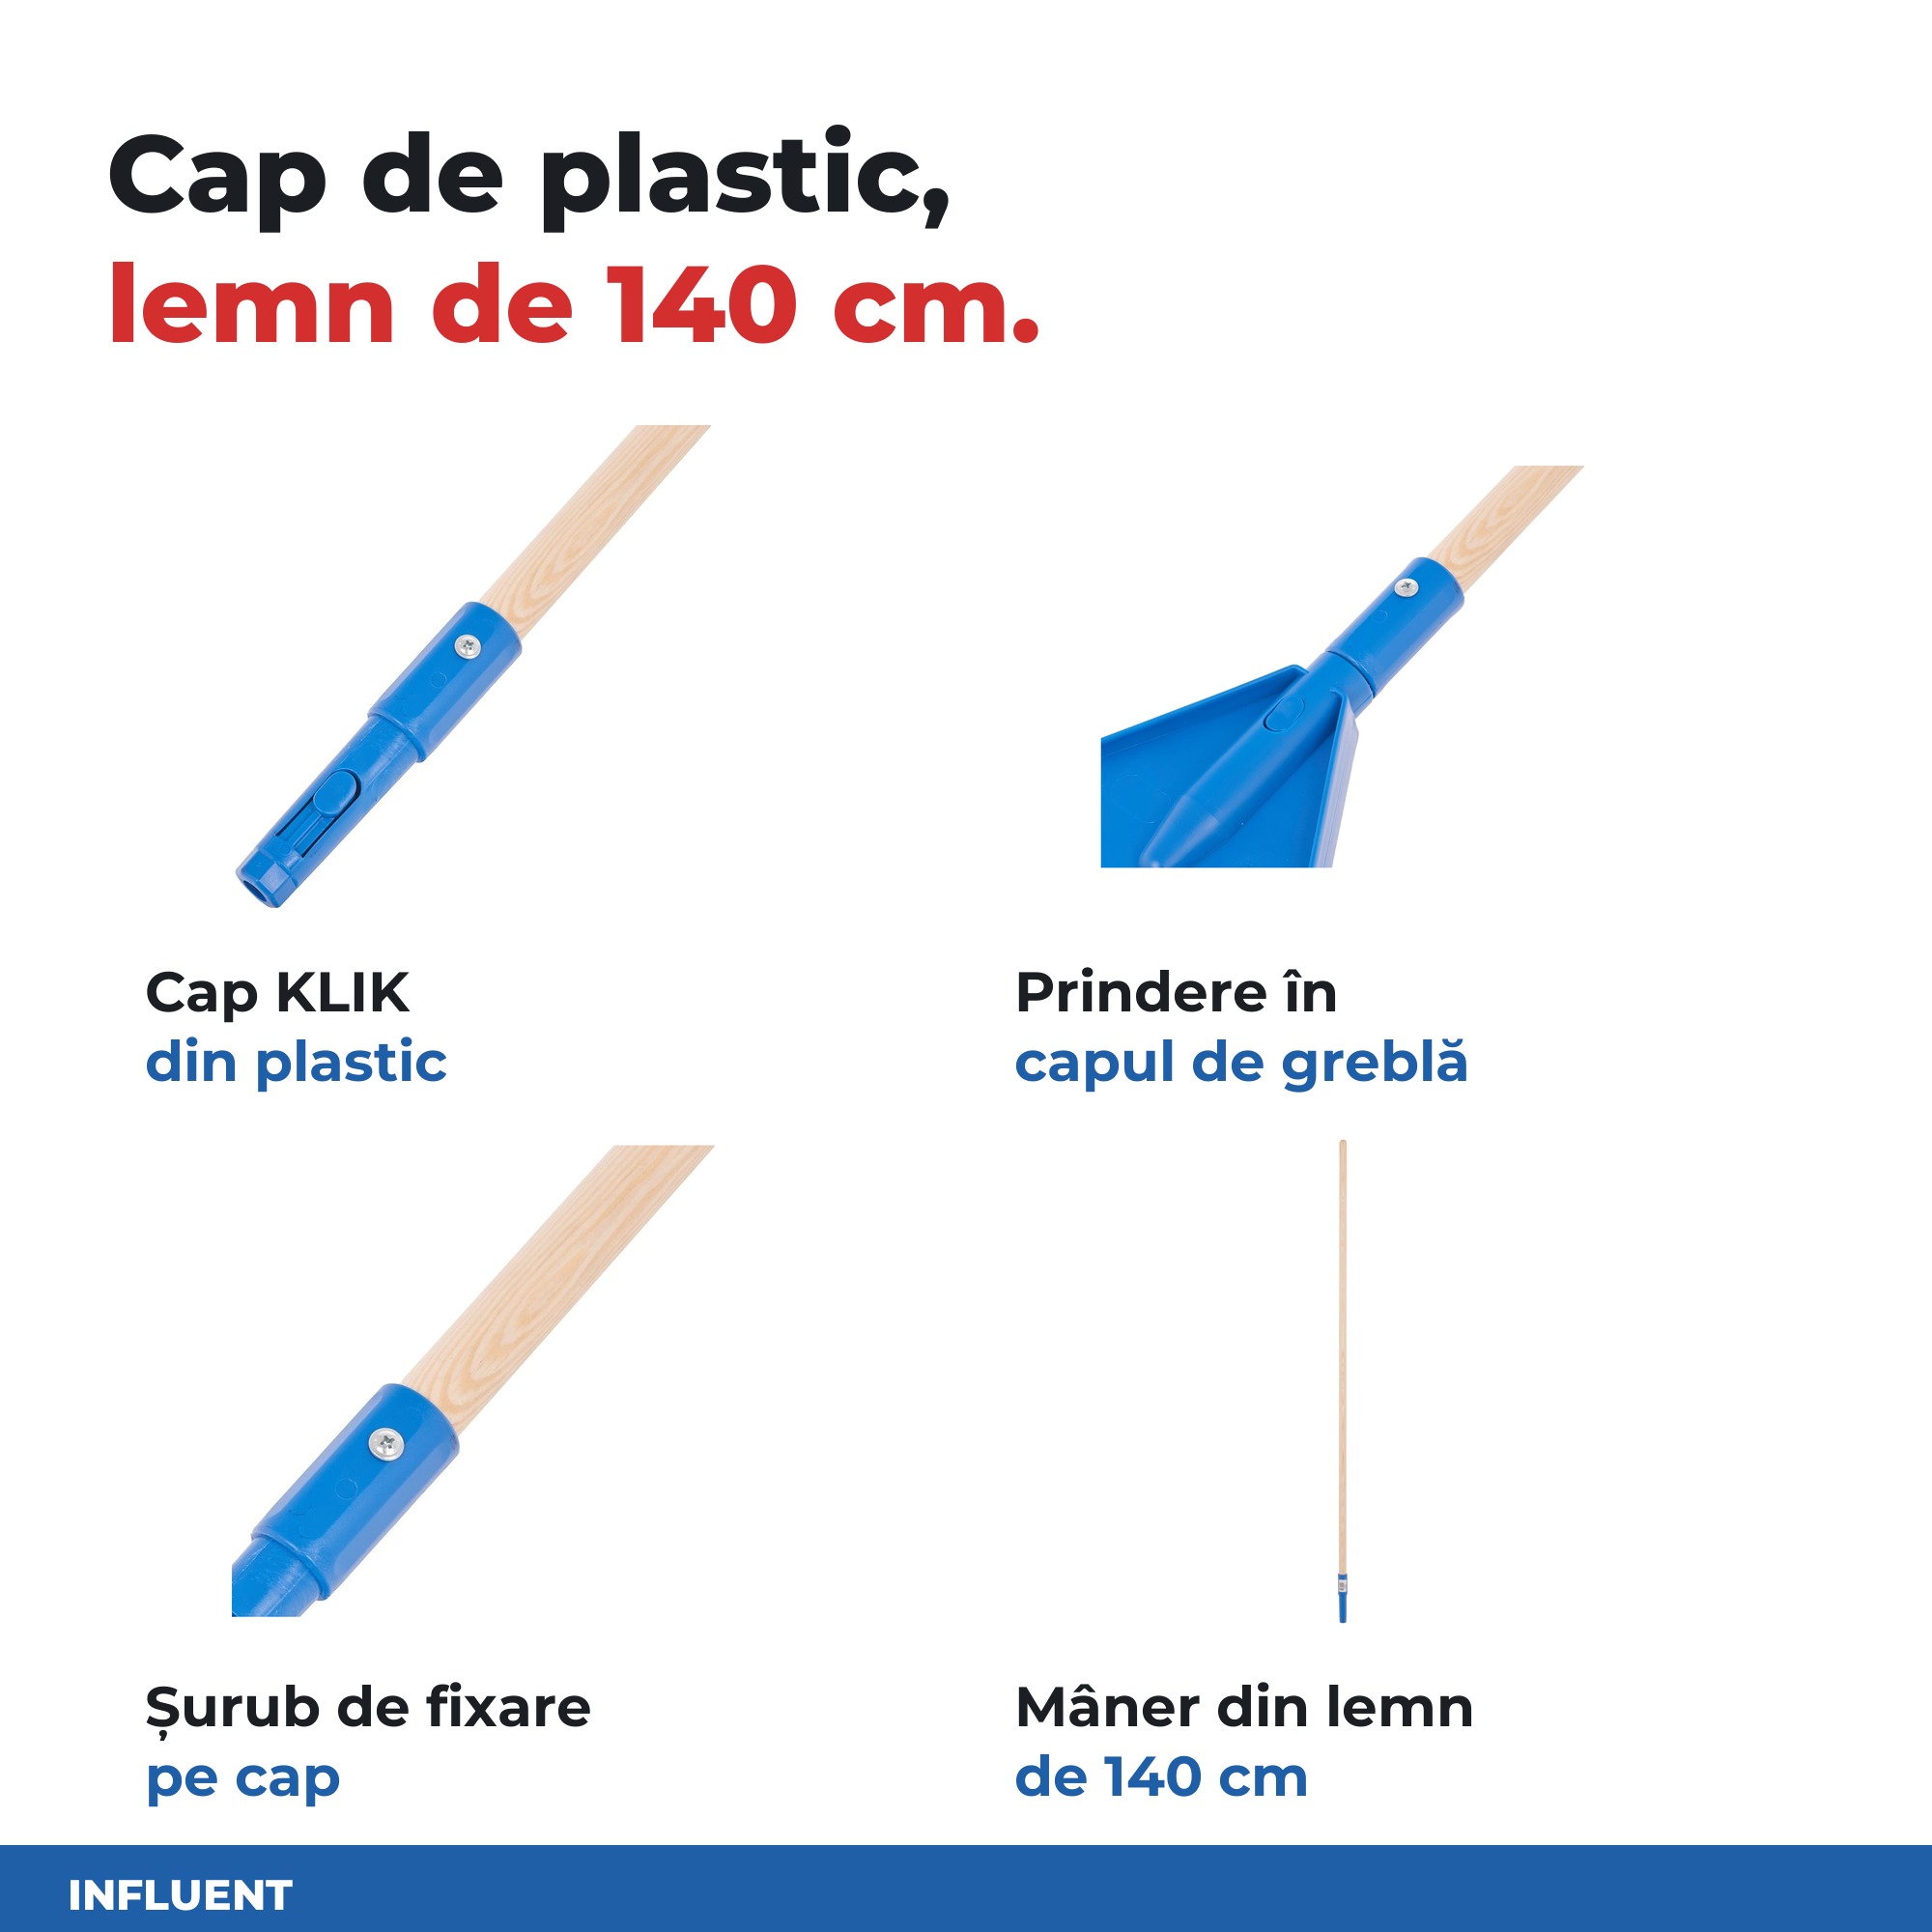 Cap de plastic,
lemn de 140 cm.
Cap KLIK
din plastic
Prindere în
capul de greblă
Șurub de fixare
pe cap
Mâner din lemn
de 140 cm
INFLUENT